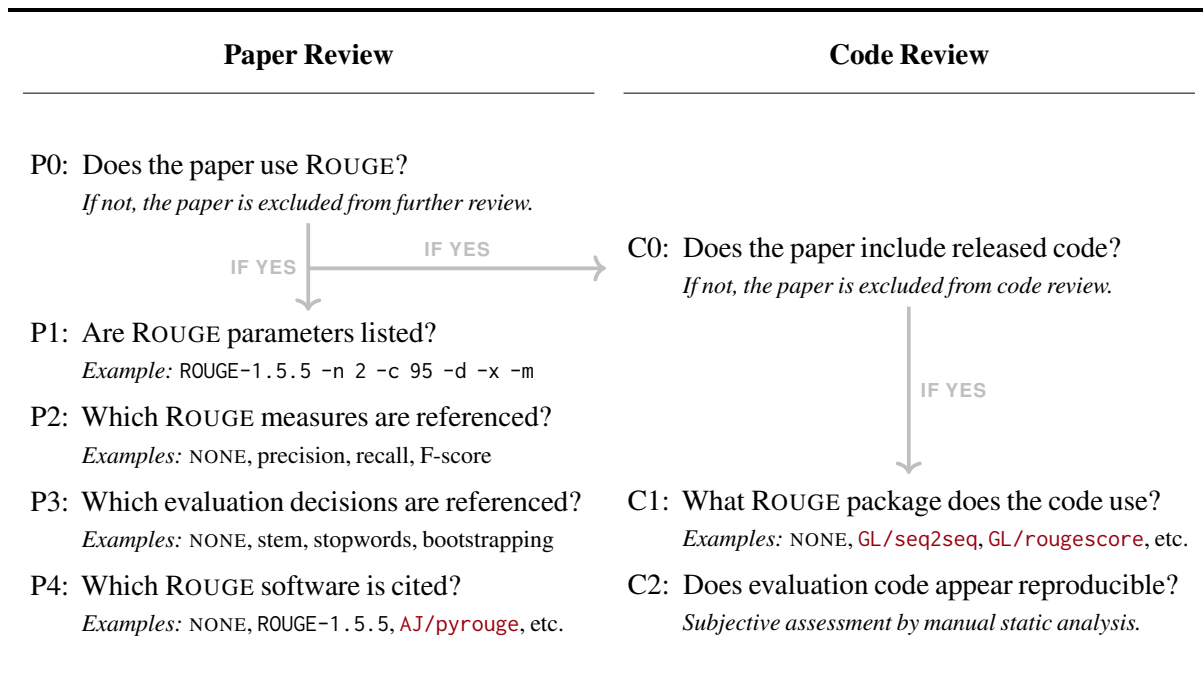 Paper Review
P0: Does the paper use ROUGE?
If not, the paper is excluded from further review.
IF YES
IF YES
P1: Are ROUGE parameters listed?
Example: ROUGE-1.5.5 -n 2 -c 95 -d -x -m
P2: Which ROUGE measures are referenced?
Examples: NONE, precision, recall, F-score
P3: Which evaluation decisions are referenced?
Examples: NONE, stem, stopwords, bootstrapping
P4: Which ROUGE software is cited?
Examples: NONE, ROUGE-1.5.5, AJ/pyrouge, etc.
Code Review
C0: Does the paper include released code?
If not, the paper is excluded from code review.
IF YES
C1: What ROUGE package does the code use?
Examples: NONE, GL/seq2seq, GL/rougescore, etc.
C2: Does evaluation code appear reproducible?
Subjective assessment by manual static analysis.